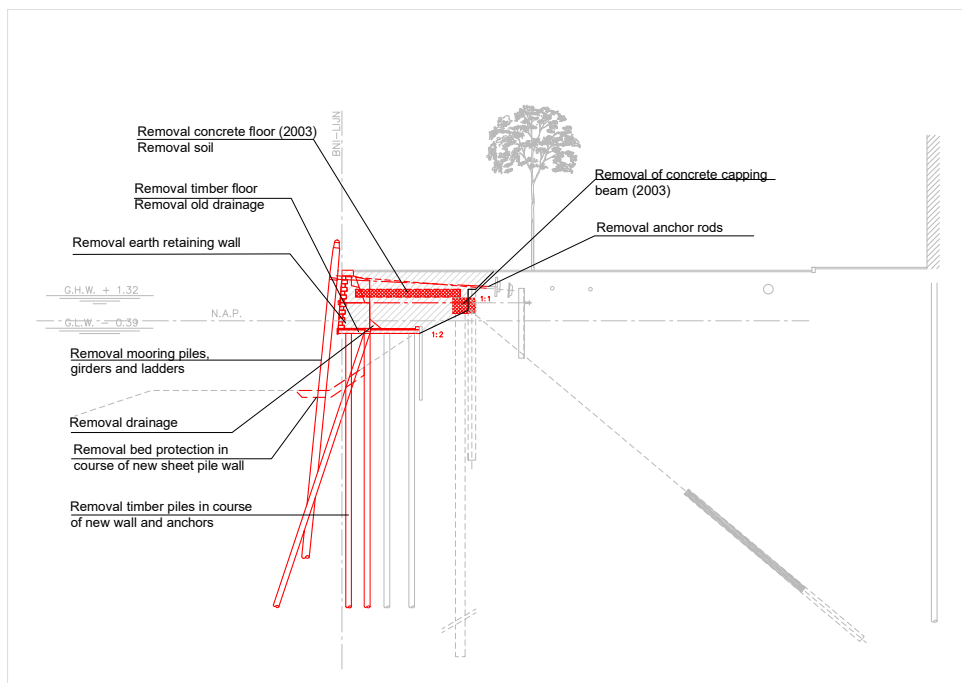 Removal concrete floor (2003)
Removal soil
BNI-LIJN
Removal timber floor
Removal old drainage
Removal of concrete capping
beam (2003)
Removal anchor rods
Removal earth retaining wall
G.H.W. + 1.32
1:1
N.A.P.
G.L.W. - 0.39
1:2
Removal mooring piles,
girders and ladders
Removal drainage
Removal bed protection in
course of new sheet pile wall
Removal timber piles in course
of new wall and anchors